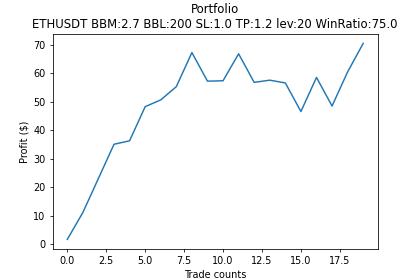 Portfolio
ETHUSDT BBM:2.7 BBL:200 SL:1.0 TP:1.2 lev:20 WinRatio:75.0
70
60
50
40
30
20
10
0
Profit ($)
0.0 2.5 5.0 7.5 10.0 12.5 15.0 17.5
Trade counts